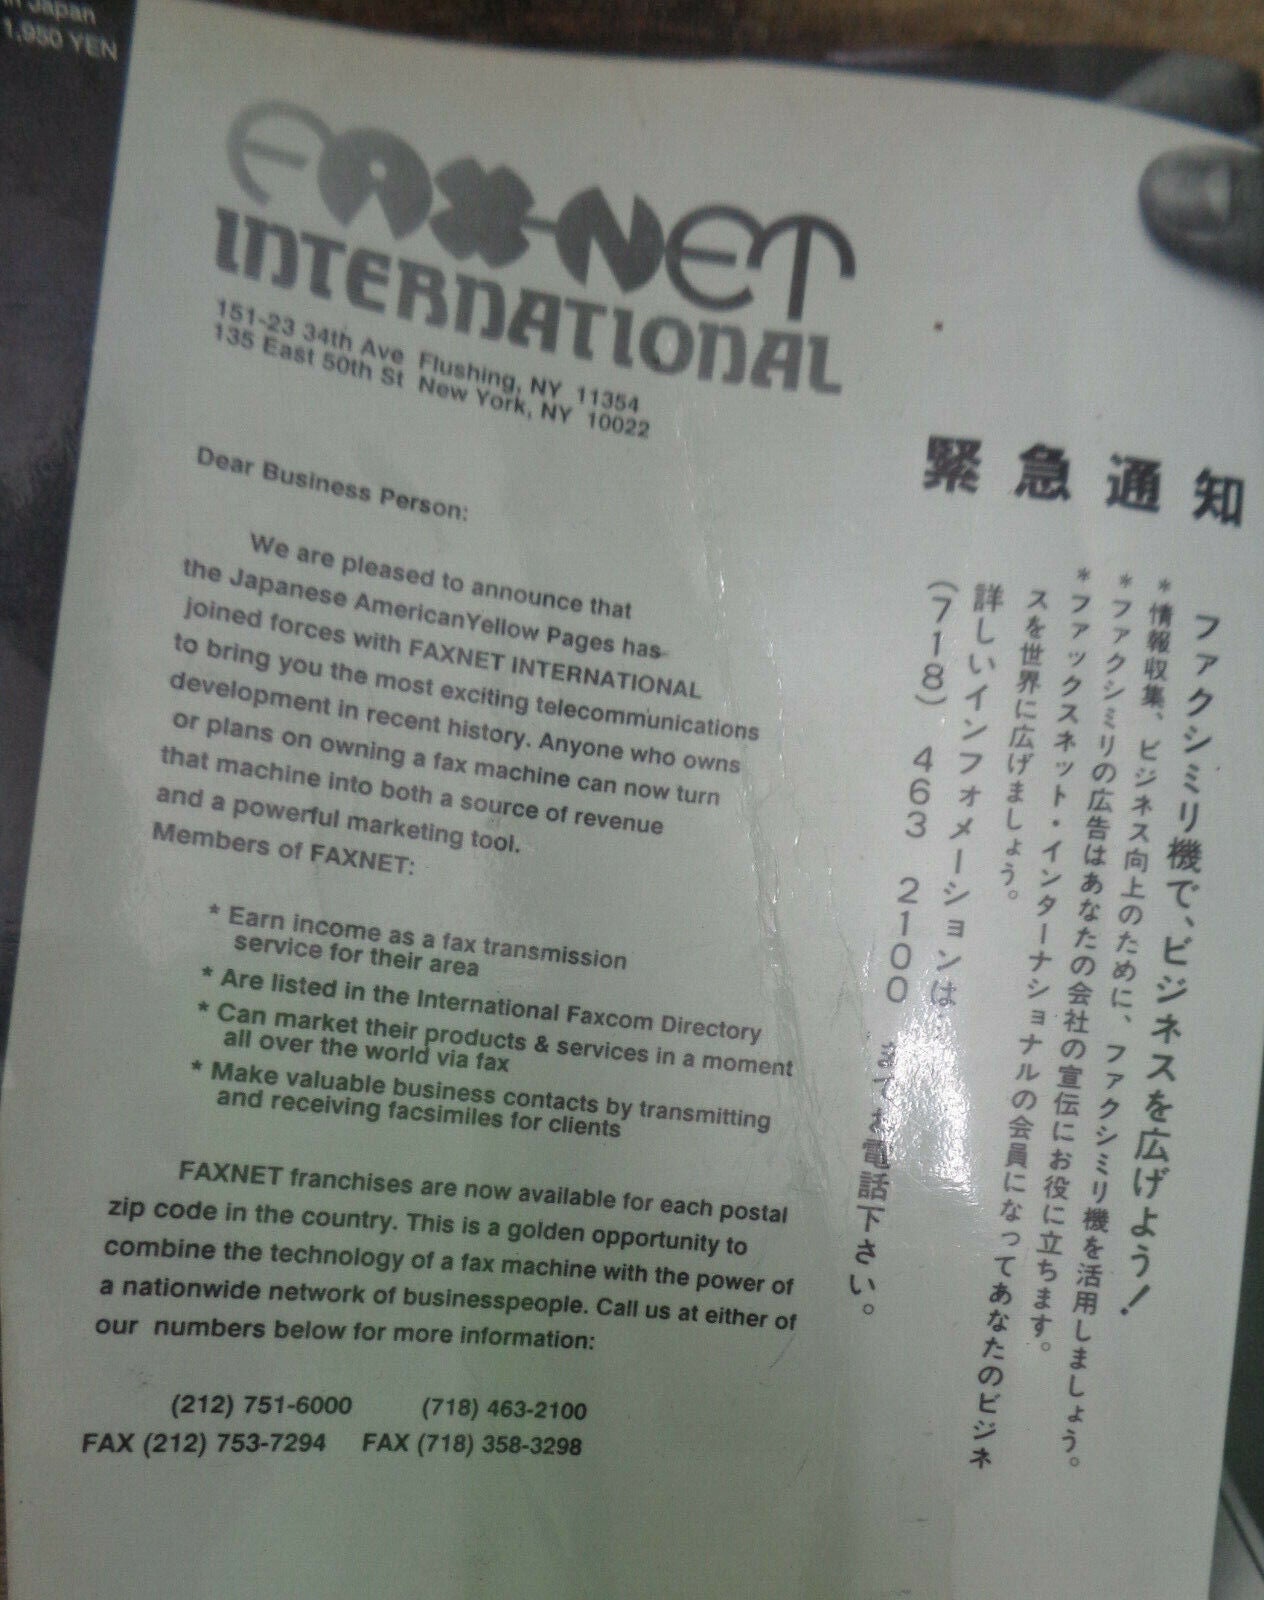 in Japan
1,950 YEN
FAX-NET
INTERNATIONAL
151-23 34th Ave Flushing, NY 11354
135 East 50th St New York, NY 10022
Dear Business Person:
We are pleased to announce that
the Japanese AmericanYellow Pages has
joined forces with FAXNET INTERNATIONAL
to bring you the most exciting telecommunications
development in recent history. Anyone who owns
or plans on owning a fax machine can now turn
that machine into both a source of revenue
and a powerful marketing tool.
Members of FAXNET:
* Earn income as a fax transmission
service for their area
* Are listed in the International Faxcom Directory
* Can market their products & services in a moment
all over the world via fax
* Make valuable business contacts by transmitting
and receiving facsimiles for clients
FAXNET franchises are now available for each postal
zip code in the country. This is a golden opportunity to
combine the technology of a fax machine with the power of
a nationwide network of businesspeople. Call us at either of
our numbers below for more information:
(212) 751-6000 (718) 463-2100
FAX (212) 753-7294 FAX (718) 358-3298
緊急通知
ファクシミリ機で、ビジネスを広げよう!
*情報収集、ビジネス向上のために、ファクシミリ機を活用しましょう。
*ファクシミリの広告はあなたの会社の宣伝にお役に立ちます。
*ファックスネット・インターナショナルの会員になってあなたのビジネ
スを世界に広げましょう。
詳しいインフォメーションは
(718) 463 2100 までお電話下さい。